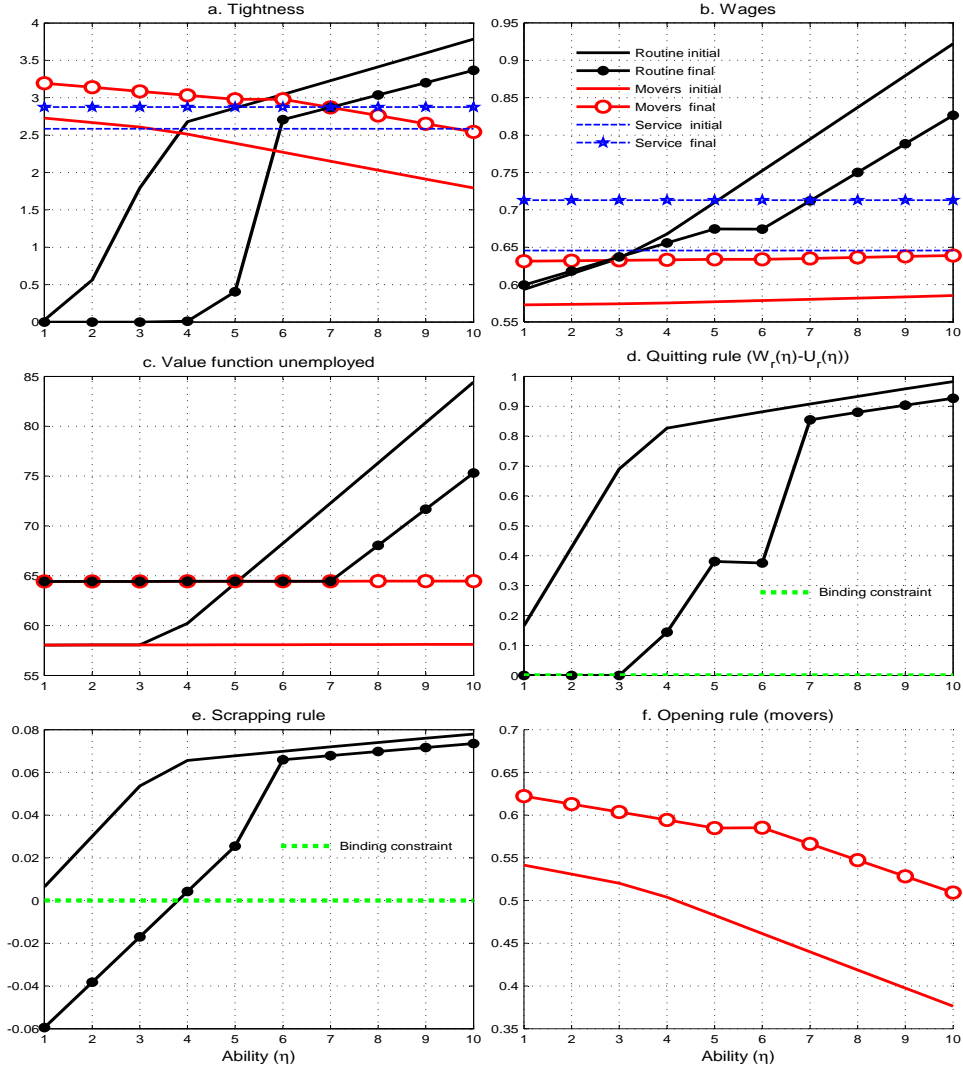 a. Tightness
4.5
4
3.5
3
2.5
2
1.5
1
0.5
0
1 2 3 4 5 6 7 8 9 10
b. Wages
0.95
0.9
0.85
0.8
0.75
0.7
0.65
0.6
0.55
Routine initial
Routine final
Movers initial
Movers final
Service initial
Service final
1 2 3 4 5 6 7 8 9 10
c. Value function unemployed
85
80
75
70
65
60
55
1 2 3 4 5 6 7 8 9 10
d. Quitting rule (W_r(η)-U_r(η))
1
0.9
0.8
0.7
0.6
0.5
0.4
0.3
0.2
0.1
0
Binding constraint
1 2 3 4 5 6 7 8 9 10
e. Scrapping rule
0.08
0.06
0.04
0.02
0
-0.02
-0.04
-0.06
Binding constraint
1 2 3 4 5 6 7 8 9 10
Ability (η)
f. Opening rule (movers)
0.7
0.65
0.6
0.55
0.5
0.45
0.4
0.35
1 2 3 4 5 6 7 8 9 10
Ability (η)